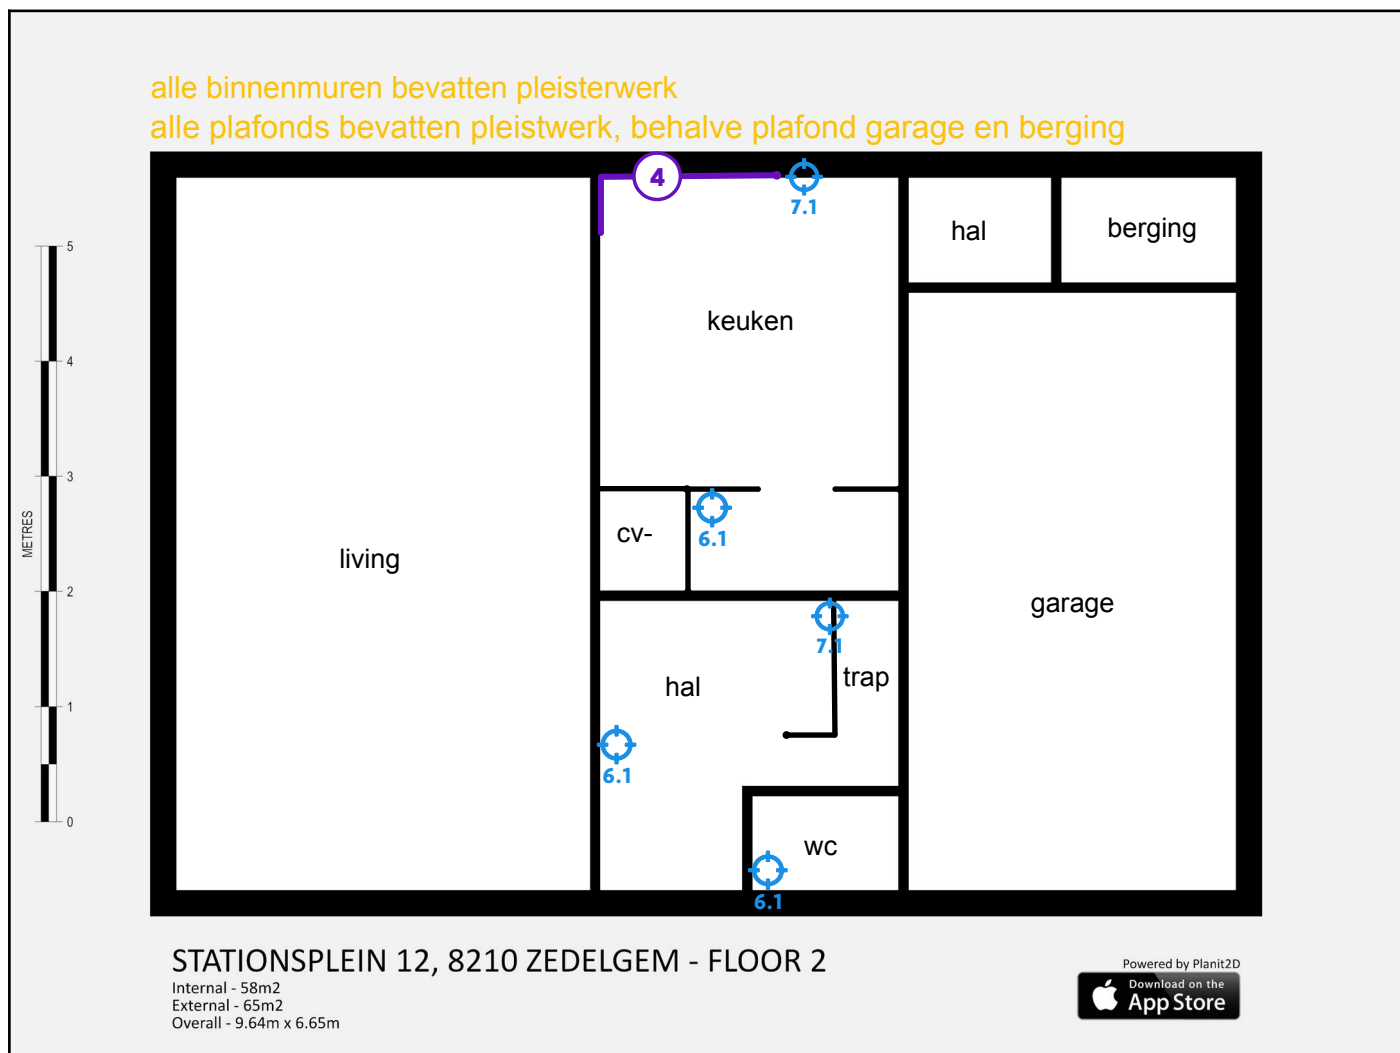 alle binnenmuren bevatten pleisterwerk
alle plafonds bevatten pleistwerk, behalve plafond garage en berging
4
7.1
hal
berging
5
keuken
4
3
METRES
cv-
6.1
living
2
garage
7.1
trap
hal
1
6.1
wc
0
6.1
STATIONSPLEIN 12, 8210 ZEDELGEM - FLOOR 2
Internal - 58m2
External - 65m2
Overall - 9.64m x 6.65m
Powered by Planit2D
Download on the
App Store